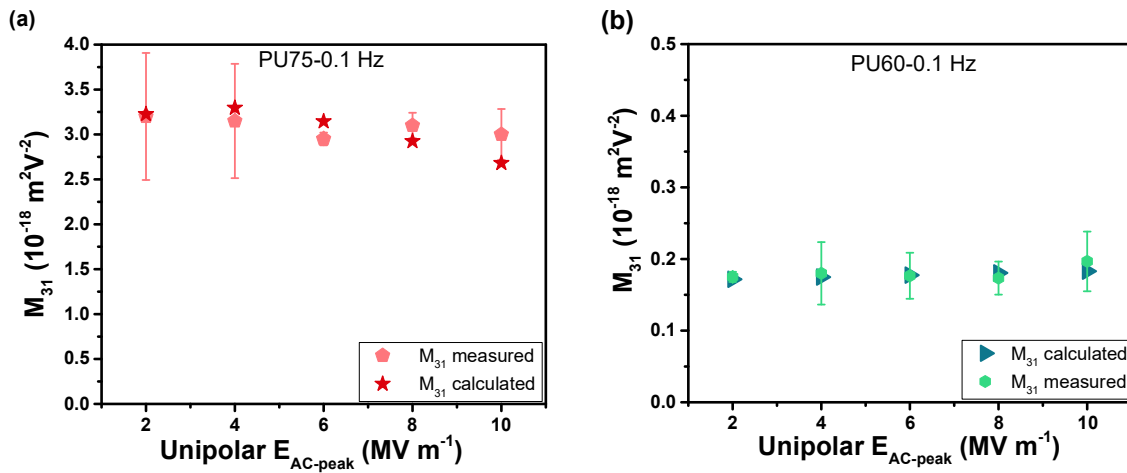 (a)
PU75-0.1 Hz
M31 (10-18 m2V-2)
4.0
3.5
3.0
2.5
2.0
1.5
1.0
0.5
0.0
M31 measured
M31 calculated
2 4 6 8 10
Unipolar EAC-peak (MV m-1)
(b)
PU60-0.1 Hz
M31 (10-18 m2V-2)
0.5
0.4
0.3
0.2
0.1
0.0
M31 calculated
M31 measured
2 4 6 8 10
Unipolar EAC-peak (MV m-1)